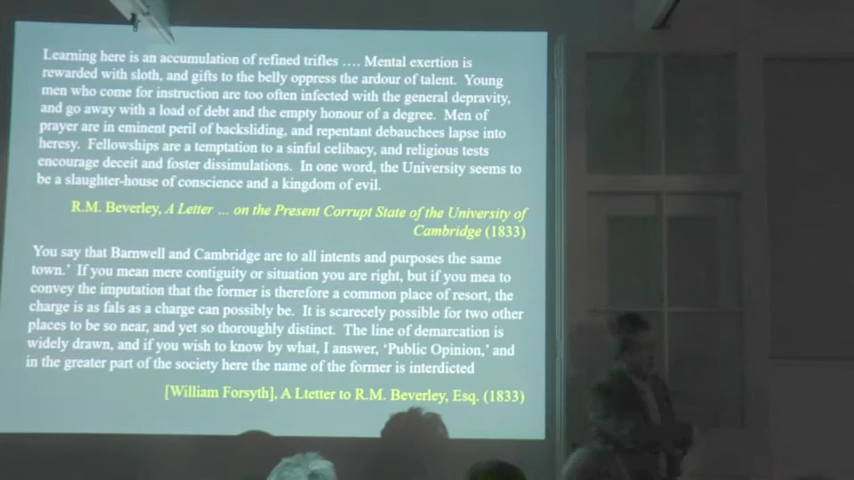 Learning here is an accumulation of refined trifles .... Mental exertion is
rewarded with sloth, and gifts to the belly oppress the ardour of talent. Young
men who come for instruction are too often infected with the general depravity,
and go away with a load of debt and the empty honour of a degree. Men of
prayer are in eminent peril of backsliding, and repentant debauchees lapse into
heresy. Fellowships are a temptation to a sinful celibacy, and religious tests
encourage deceit and foster dissimulations. In one word, the University seems to
be a slaughter-house of conscience and a kingdom of evil.
R.M. Beverley, A Letter ... on the Present Corrupt State of the University of
Cambridge (1833)
You say that Barnwell and Cambridge are to all intents and purposes the same
town.' If you mean mere contiguity or situation you are right, but if you mea to
convey the imputation that the former is therefore a common place of resort, the
charge is as fals as a charge can possibly be. It is scarecely possible for two other
places to be so near, and yet so thoroughly distinct. The line of demarcation is
widely drawn, and if you wish to know by what, I answer, 'Public Opinion,' and
in the greater part of the society here the name of the former is interdicted
[William Forsyth], A Ltetter to R.M. Beverley, Esq. (1833)